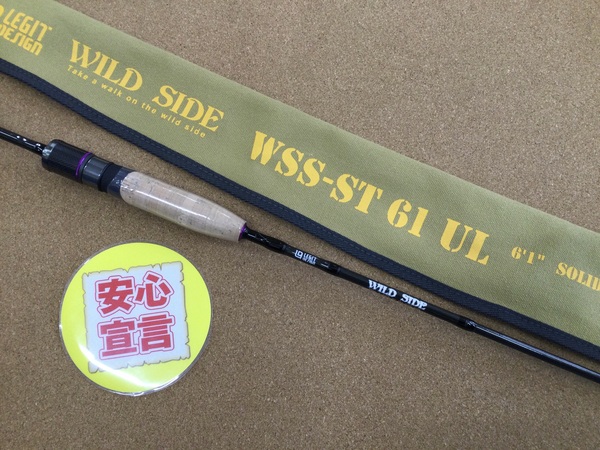 LEGIT
DESIGN
WILD SIDE
Take a walk on the wild side
WSS-ST 61 UL
6'1" SOLID
WILD SIDE
安心
宣言